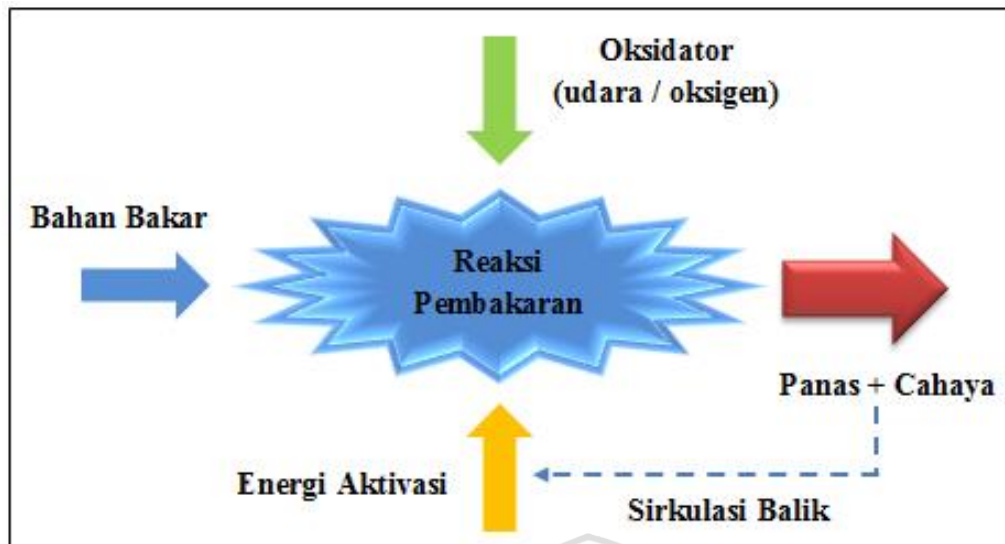 Oksidator
(udara / oksigen)
Bahan Bakar
Reaksi
Pembakaran
Panas + Cahaya
Energi Aktivasi
Sirkulasi Balik